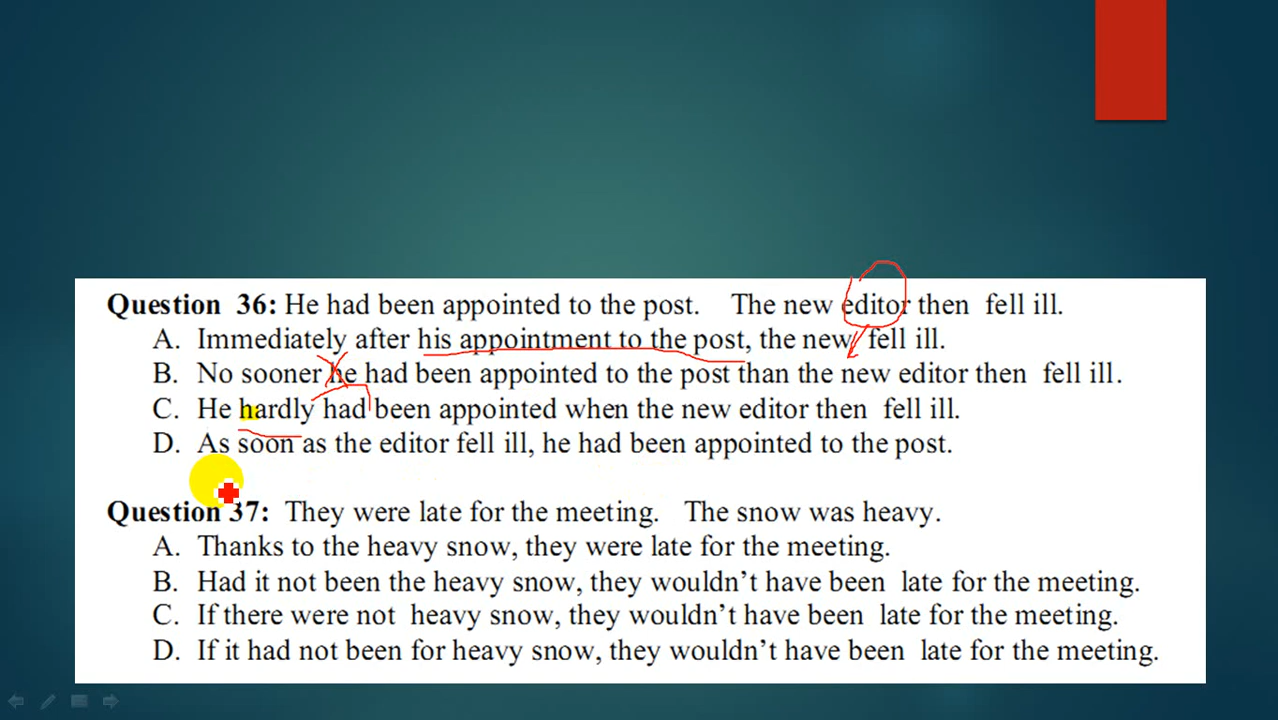 Question 36: He had been appointed to the post. The new editor then fell ill.
A. Immediately after his appointment to the post, the new fell ill.
B. No sooner he had been appointed to the post than the new editor then fell ill.
C. He hardly had been appointed when the new editor then fell ill.
D. As soon as the editor fell ill, he had been appointed to the post.
Question 37: They were late for the meeting. The snow was heavy.
A. Thanks to the heavy snow, they were late for the meeting.
B. Had it not been the heavy snow, they wouldn't have been late for the meeting.
C. If there were not heavy snow, they wouldn't have been late for the meeting.
D. If it had not been for heavy snow, they wouldn't have been late for the meeting.